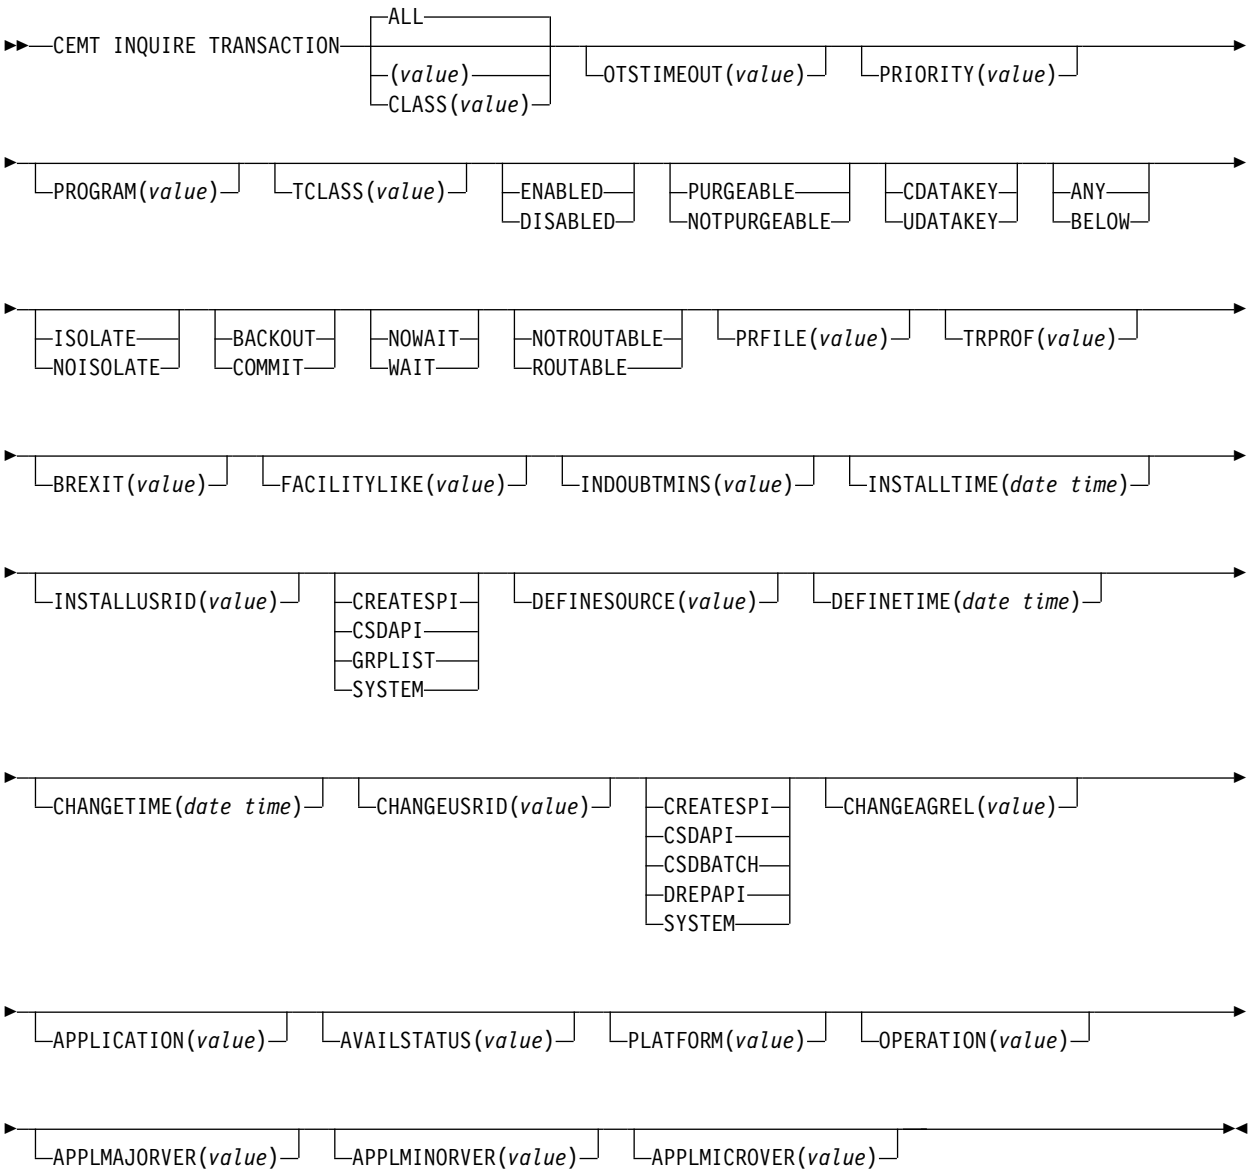 ALL
CEMT INQUIRE TRANSACTION
(value)
CLASS(value)
OTSTIMEOUT(value)
PRIORITY(value)
PROGRAM(value)
TCLASS(value)
ENABLED
DISABLED
PURGEABLE
NOTPURGEABLE
CDATAKEY
UDATAKEY
ANY
BELOW
ISOLATE
NOISOLATE
BACKOUT
COMMIT
NOWAIT
WAIT
NOTROUTABLE
ROUTABLE
PRFILE(value)
TRPROF(value)
BREXIT(value)
FACILITYLIKE(value)
INDOUBTMINS(value)
INSTALLTIME(date time)
INSTALLUSRID(value)
CREATESPI
CSDAPI
GRPLIST
SYSTEM
DEFINESOURCE(value)
DEFINETIME(date time)
CHANGETIME(date time)
CHANGEUSRID(value)
CREATESPI
CSDAPI
CSDBATCH
DREPAPI
SYSTEM
CHANGEAGREL(value)
APPLICATION(value)
AVAILSTATUS(value)
PLATFORM(value)
OPERATION(value)
APPLMAJORVER(value)
APPLMINORVER(value)
APPLMICROVER(value)